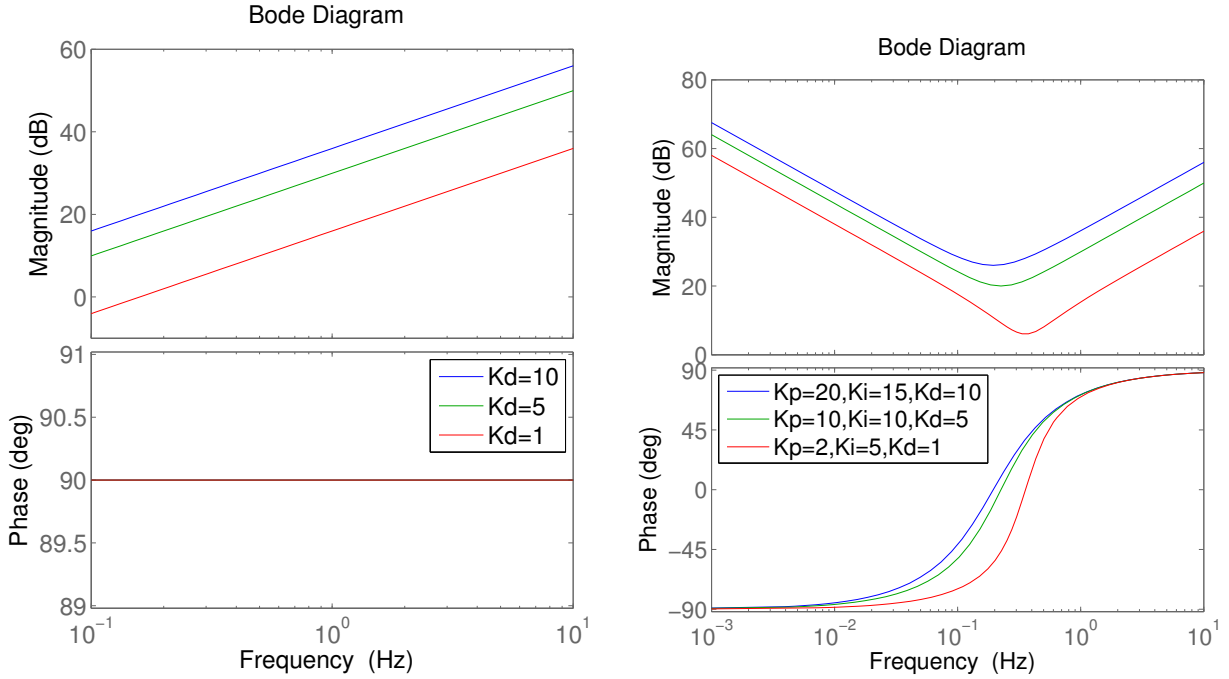 Bode Diagram
Magnitude (dB)
60
40
20
0
Phase (deg)
91
90.5
90
89.5
89
Kd=10
Kd=5
Kd=1
10^-1
10^0
10^1
Frequency (Hz)
Bode Diagram
Magnitude (dB)
80
60
40
20
0
Phase (deg)
90
45
0
−45
−90
Kp=20,Ki=15,Kd=10
Kp=10,Ki=10,Kd=5
Kp=2,Ki=5,Kd=1
10^−3
10^−2
10^−1
10^0
10^1
Frequency (Hz)